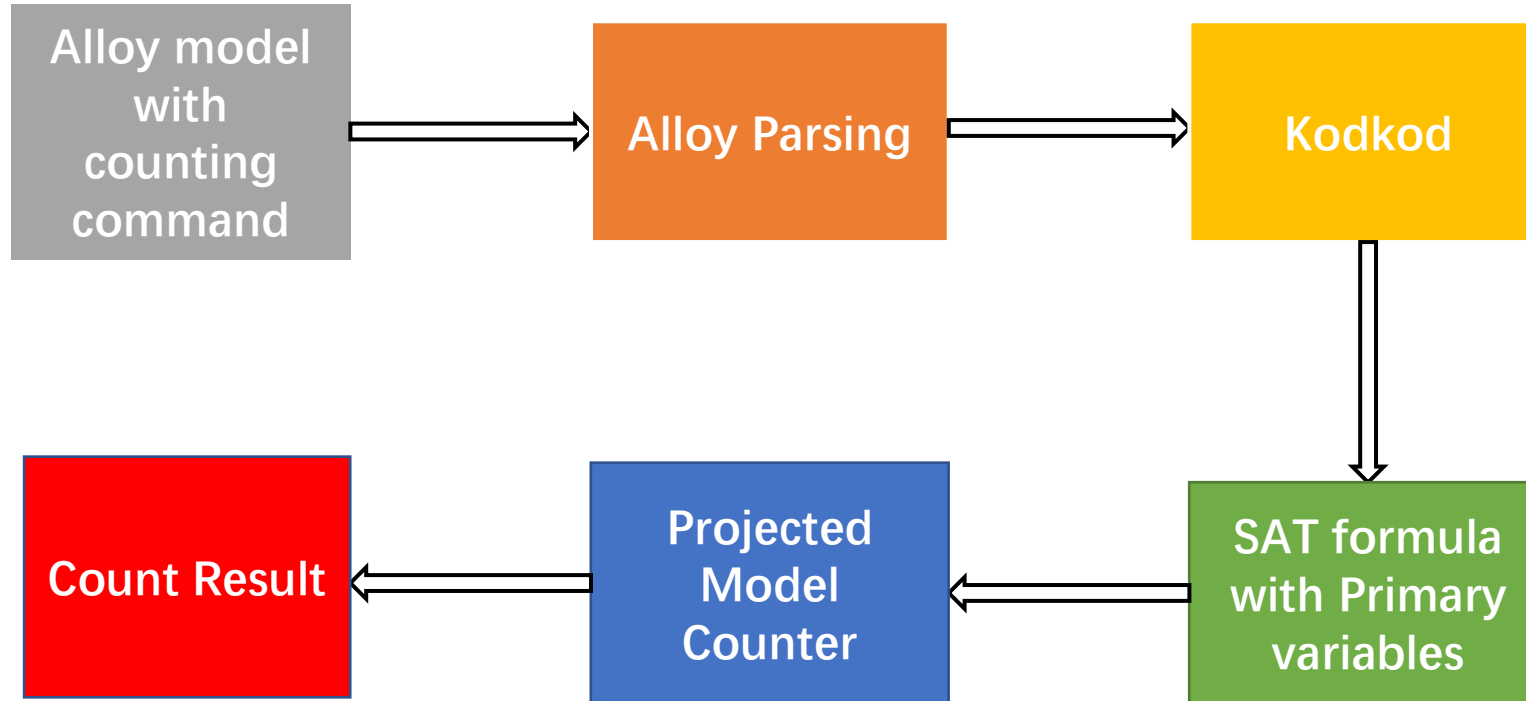 Alloy model
with
counting
command
Alloy Parsing
Kodkod
SAT formula
with Primary
variables
Projected
Model
Counter
Count Result